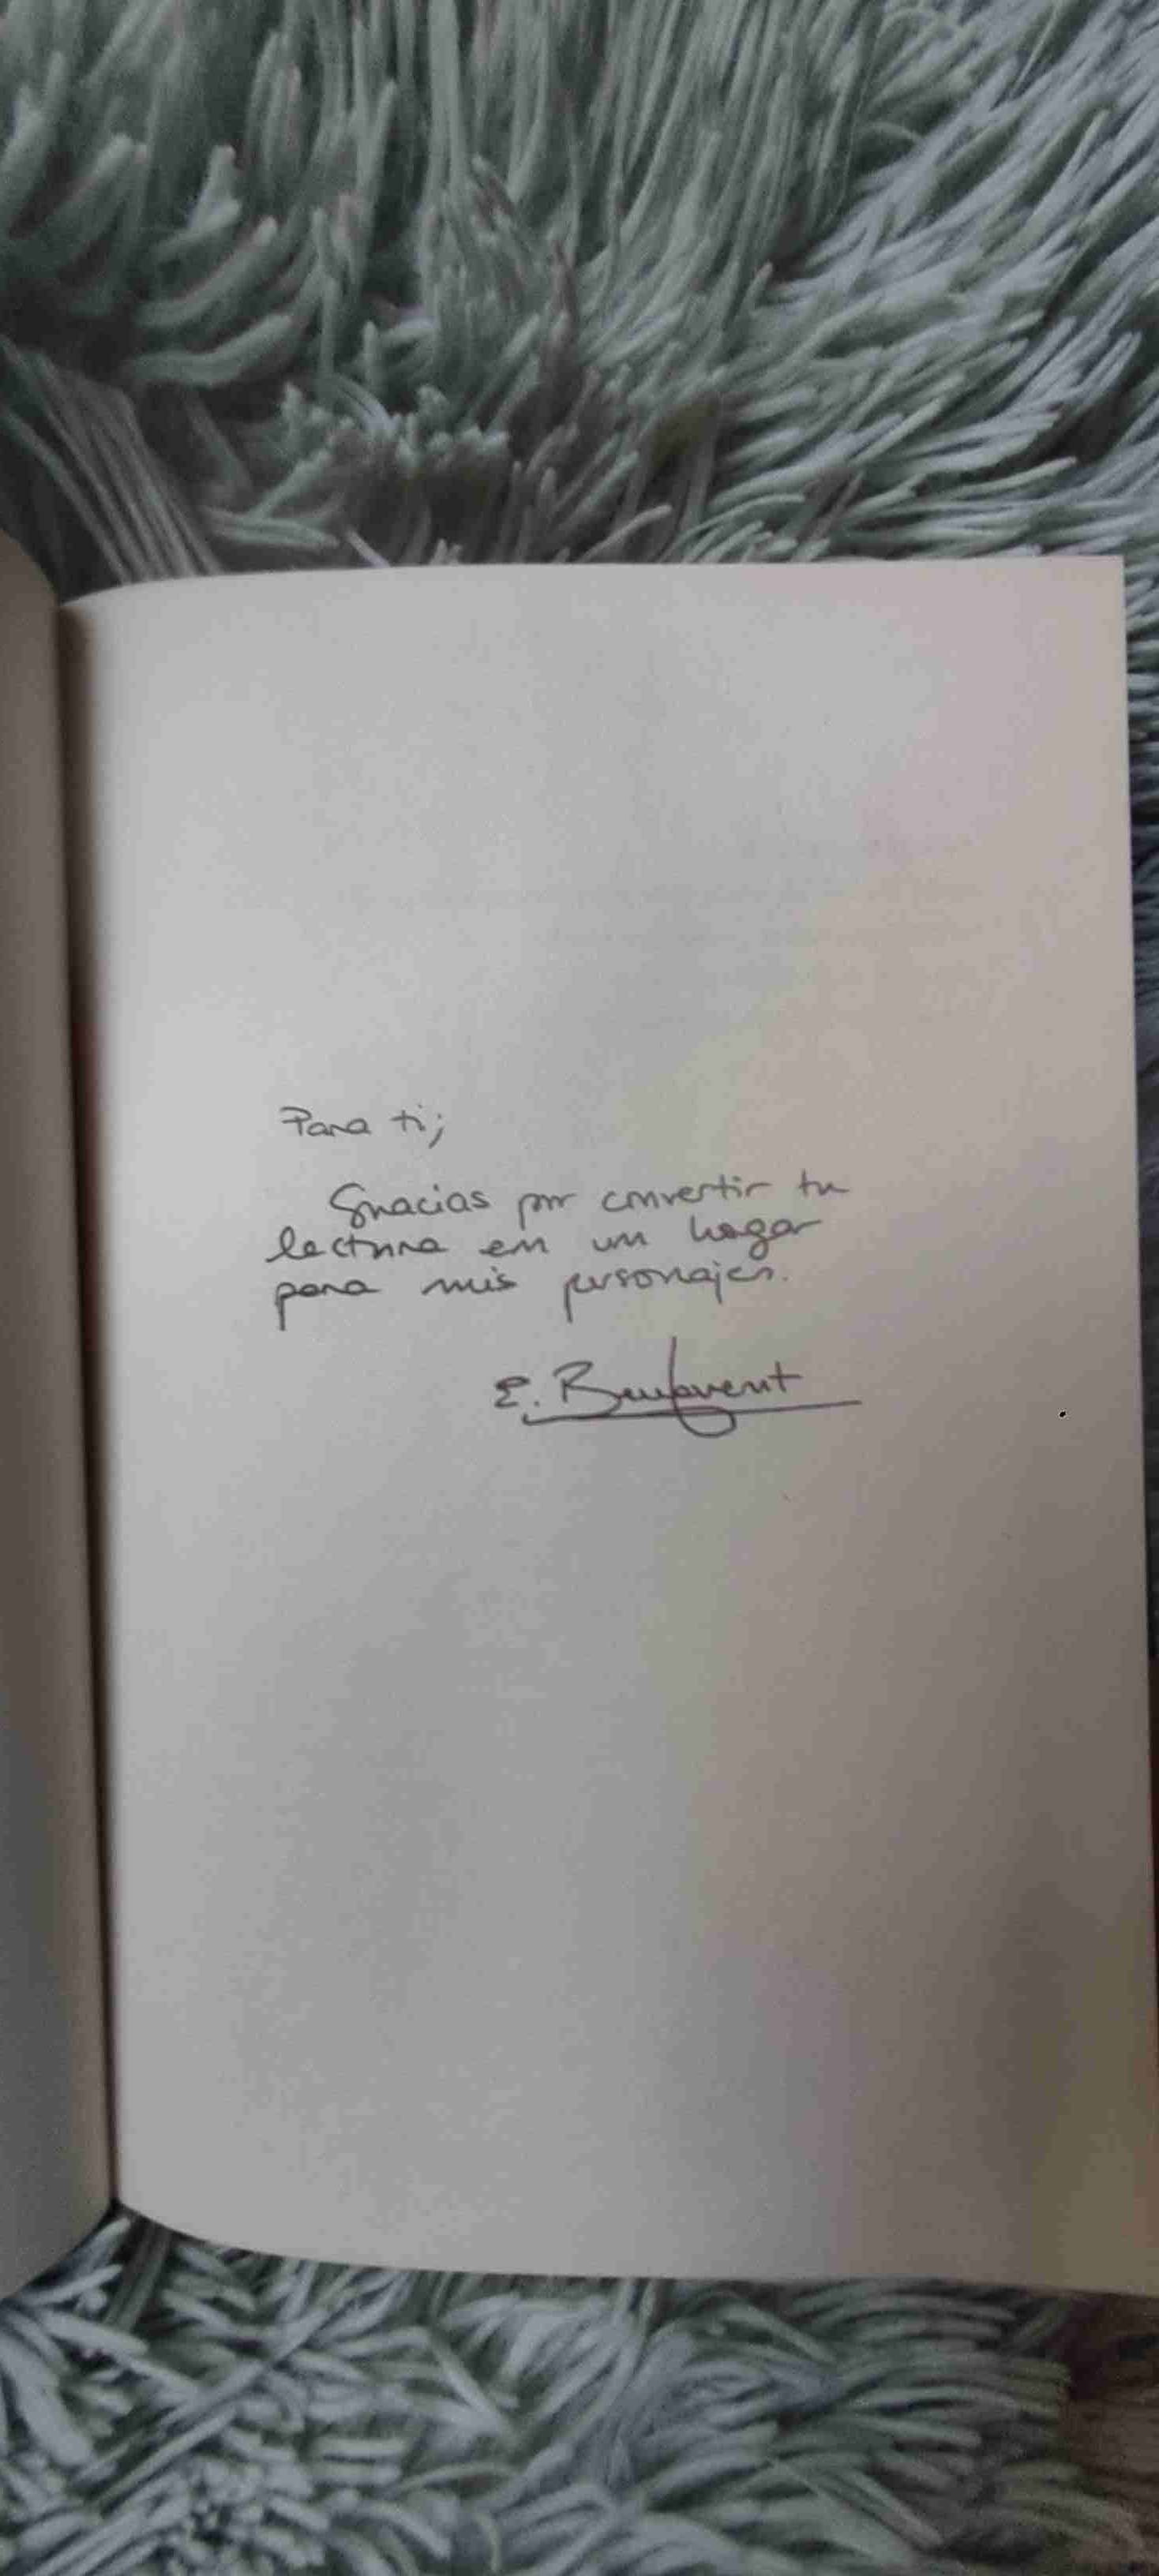 Para ti;
Gracias por convertir tu
lectura en un hogar
para mis personajes.
E. Benavent